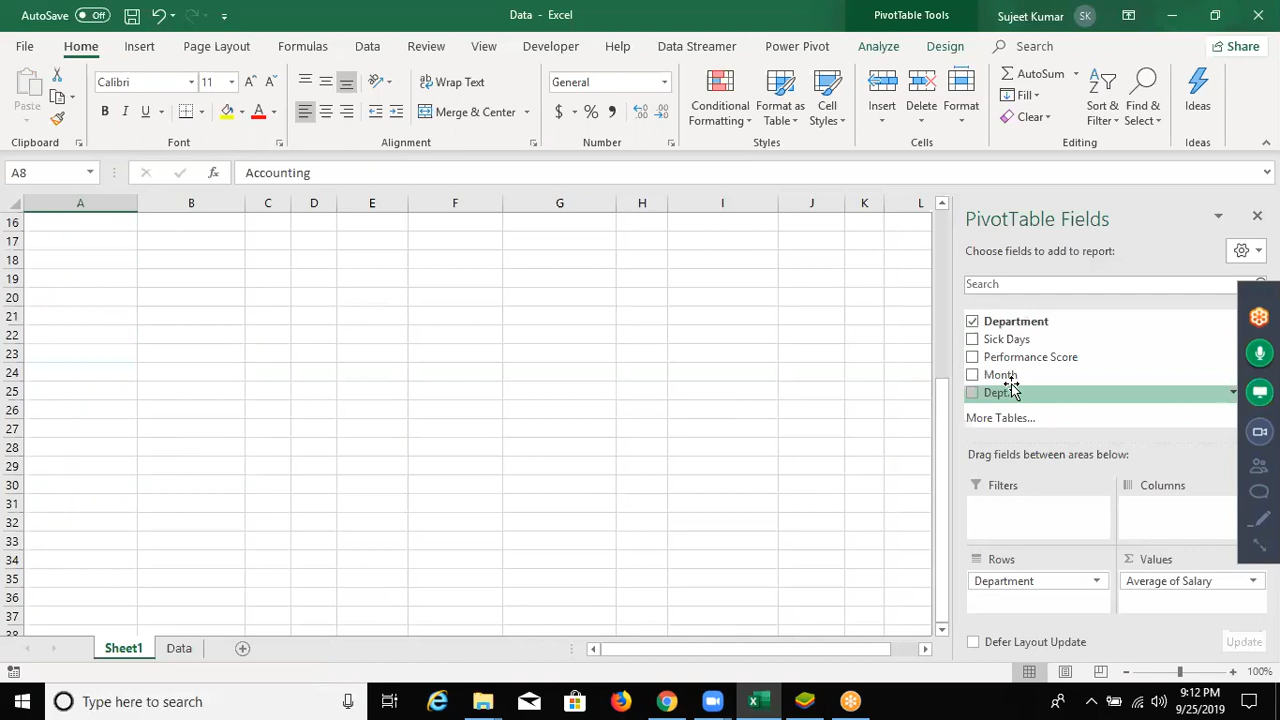 AutoSave Off Data - Excel PivotTable Tools Sujeet Kumar SK
File Home Insert Page Layout Formulas Data Review View Developer Help Data Streamer Power Pivot Analyze Design Search Share
Paste Calibri 11 A A Wrap Text General Conditional Formatting Format as Table Cell Styles Insert Delete Format AutoSum Fill Clear Sort & Filter Find & Select Ideas
B I U A Merge & Center $ % ,
Clipboard Font Alignment Number Styles Cells Editing Ideas
A8 fx Accounting
A B C D E F G H I J K L
16
17
18
19
20
21
22
23
24
25
26
27
28
29
30
31
32
33
34
35
36
37
38
PivotTable Fields
Choose fields to add to report:
Search
Department
Sick Days
Performance Score
Month
More Tables...
Drag fields between areas below:
Filters Columns
Rows Values
Department Average of Salary
Defer Layout Update Update
Sheet1 Data
100%
Type here to search
9:12 PM
9/25/2019